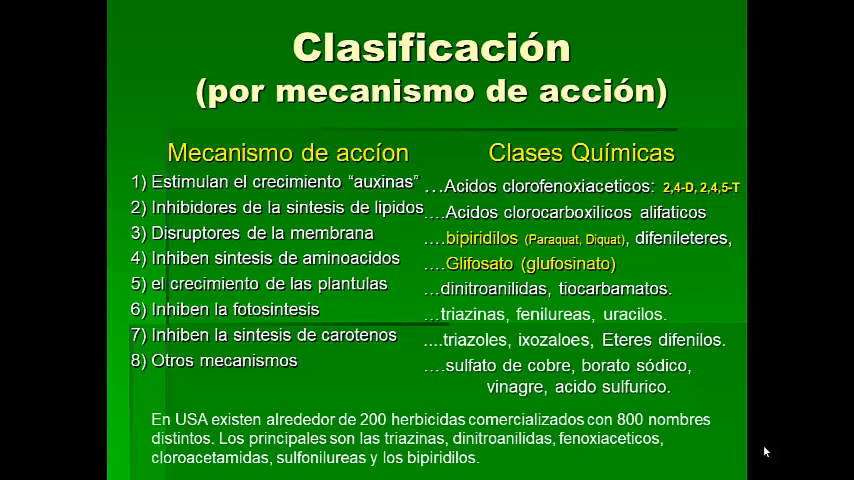 Clasificación
(por mecanismo de acción)
Mecanismo de accíon
Clases Químicas
1) Estimulan el crecimiento “auxinas” …Acidos clorofenoxiaceticos: 2,4-D, 2,4,5-T
2) Inhibidores de la sintesis de lipidos ….Acidos clorocarboxilicos alifaticos
3) Disruptores de la membrana ….bipiridilos (Paraquat, Diquat), difenileteres,
4) Inhiben sintesis de aminoacidos ….Glifosato (glufosinato)
5) el crecimiento de las plantulas …dinitroanilidas, tiocarbamatos.
6) Inhiben la fotosintesis …triazinas, fenilureas, uracilos.
7) Inhiben la sintesis de carotenos ....triazoles, ixozaloes, Eteres difenilos.
8) Otros mecanismos ….sulfato de cobre, borato sódico,
vinagre, acido sulfurico.
En USA existen alrededor de 200 herbicidas comercializados con 800 nombres
distintos. Los principales son las triazinas, dinitroanilidas, fenoxiaceticos,
cloroacetamidas, sulfonilureas y los bipiridilos.